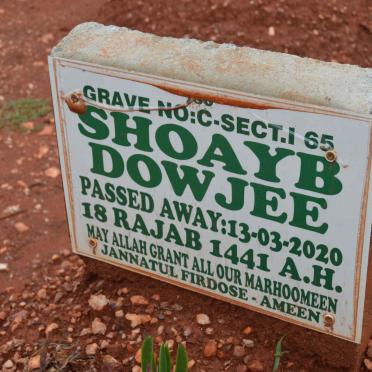 GRAVE NO:C-SECT.I 65
SHOAYB
DOWJEE
PASSED AWAY:13-03-2020
18 RAJAB 1441 A.H.
MAY ALLAH GRANT ALL OUR MARHOOMEEN
JANNATUL FIRDOSE - AMEEN